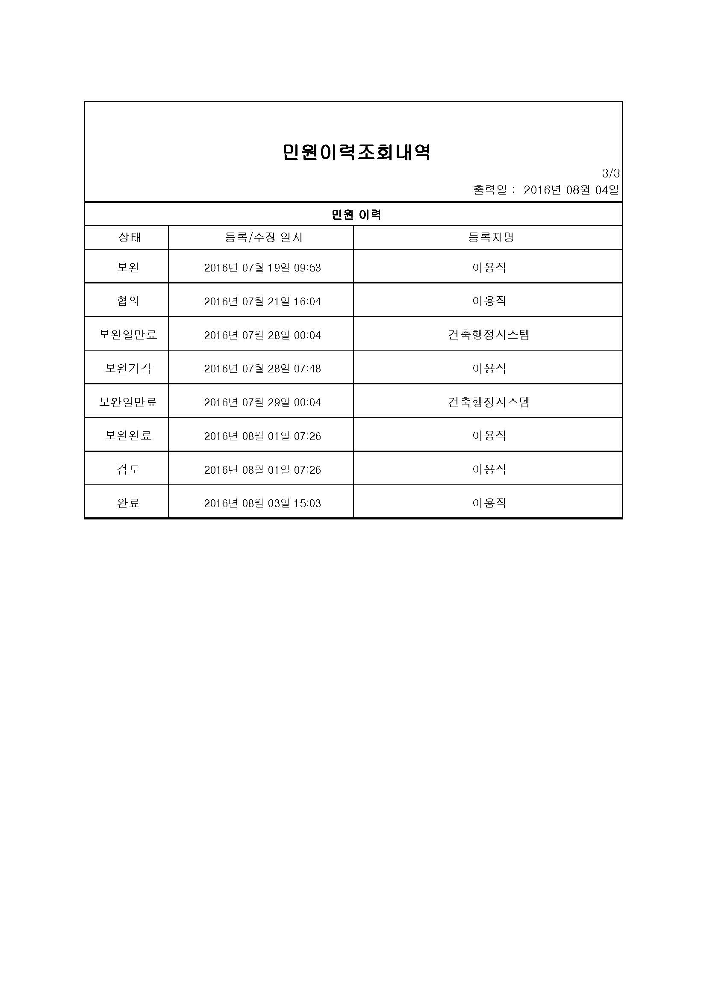 민원이력조회내역
3/3
출력일 : 2016년 08월 04일
민원 이력
상태 등록/수정 일시 등록자명
보완 2016년 07월 19일 09:53 이용직
협의 2016년 07월 21일 16:04 이용직
보완일만료 2016년 07월 28일 00:04 건축행정시스템
보완기각 2016년 07월 28일 07:48 이용직
보완일만료 2016년 07월 29일 00:04 건축행정시스템
보완완료 2016년 08월 01일 07:26 이용직
검토 2016년 08월 01일 07:26 이용직
완료 2016년 08월 03일 15:03 이용직